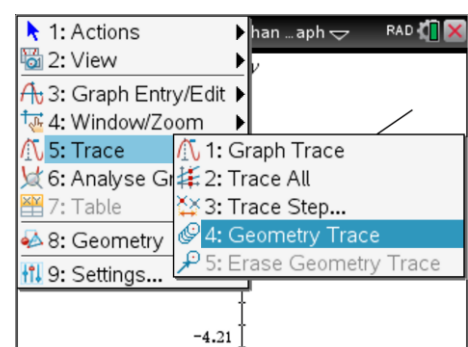 1: Actions
han ...aph
RAD
2: View
y
3: Graph Entry/Edit
4: Window/Zoom
5: Trace
1: Graph Trace
6: Analyse Gr
2: Trace All
7: Table
3: Trace Step...
8: Geometry
4: Geometry Trace
9: Settings...
5: Erase Geometry Trace
-4.21